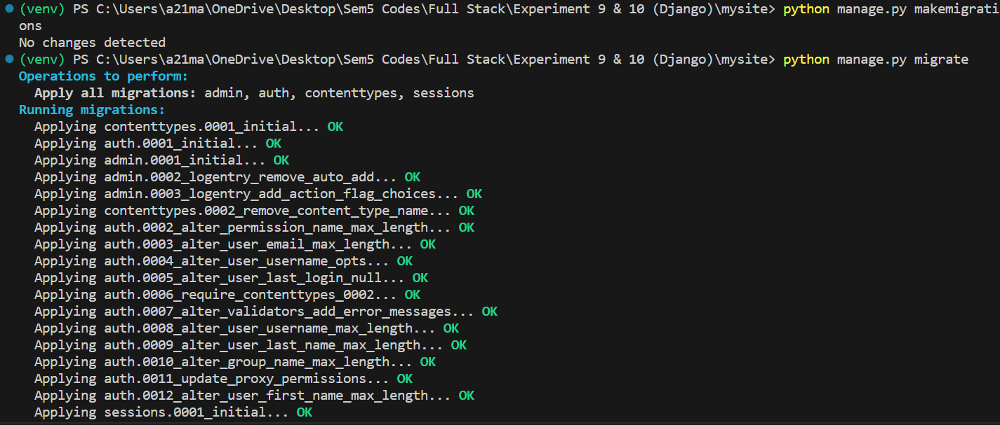 (venv) PS C:\Users\a21ma\OneDrive\Desktop\Sem5 Codes\Full Stack\Experiment 9 & 10 (Django)\mysite> python manage.py makemigrati
ons
No changes detected
(venv) PS C:\Users\a21ma\OneDrive\Desktop\Sem5 Codes\Full Stack\Experiment 9 & 10 (Django)\mysite> python manage.py migrate
Operations to perform:
  Apply all migrations: admin, auth, contenttypes, sessions
Running migrations:
  Applying contenttypes.0001_initial... OK
  Applying auth.0001_initial... OK
  Applying admin.0001_initial... OK
  Applying admin.0002_logentry_remove_auto_add... OK
  Applying admin.0003_logentry_add_action_flag_choices... OK
  Applying contenttypes.0002_remove_content_type_name... OK
  Applying auth.0002_alter_permission_name_max_length... OK
  Applying auth.0003_alter_user_email_max_length... OK
  Applying auth.0004_alter_user_username_opts... OK
  Applying auth.0005_alter_user_last_login_null... OK
  Applying auth.0006_require_contenttypes_0002... OK
  Applying auth.0007_alter_validators_add_error_messages... OK
  Applying auth.0008_alter_user_username_max_length... OK
  Applying auth.0009_alter_user_last_name_max_length... OK
  Applying auth.0010_alter_group_name_max_length... OK
  Applying auth.0011_update_proxy_permissions... OK
  Applying auth.0012_alter_user_first_name_max_length... OK
  Applying sessions.0001_initial... OK